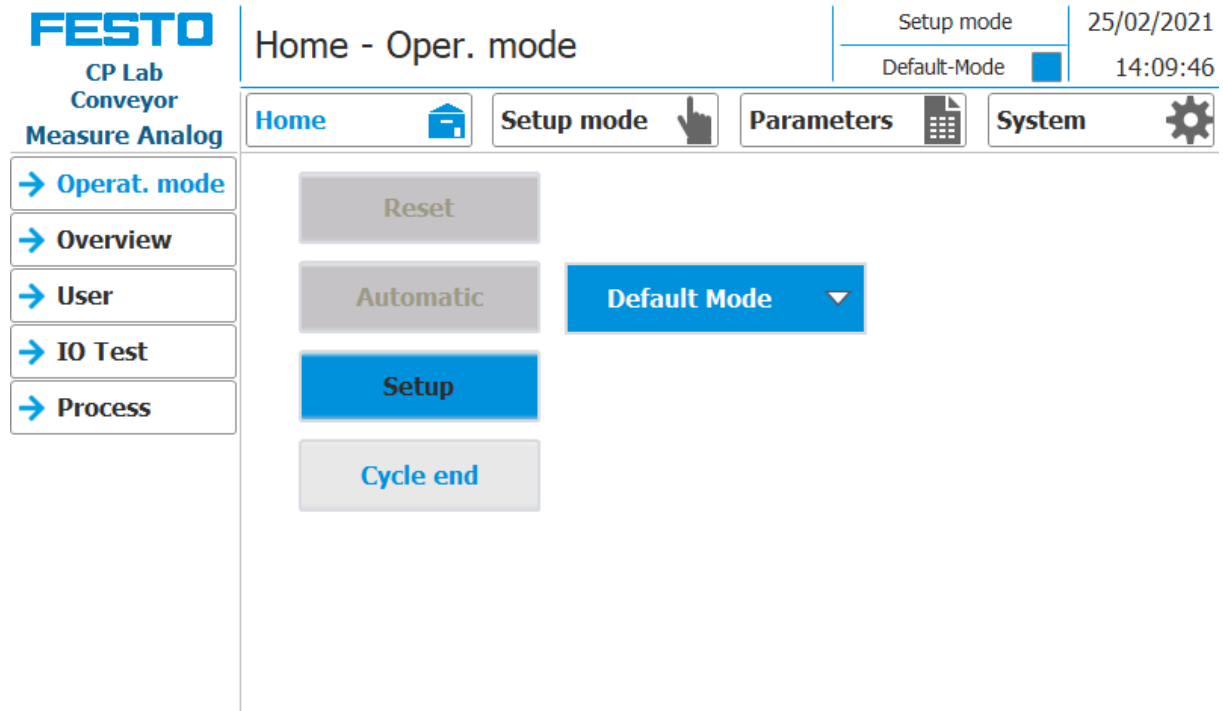 FESTO
CP Lab
Conveyor
Measure Analog
Home - Oper. mode
Setup mode
Default-Mode
25/02/2021
14:09:46
Home
Setup mode
Parameters
System
Operat. mode
Overview
User
IO Test
Process
Reset
Automatic
Default Mode
Setup
Cycle end